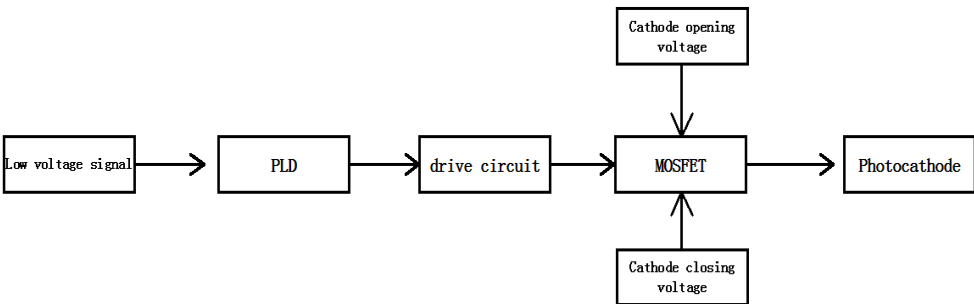 Cathode opening
voltage
Low voltage signal
PLD
drive circuit
MOSFET
Photocathode
Cathode closing
voltage